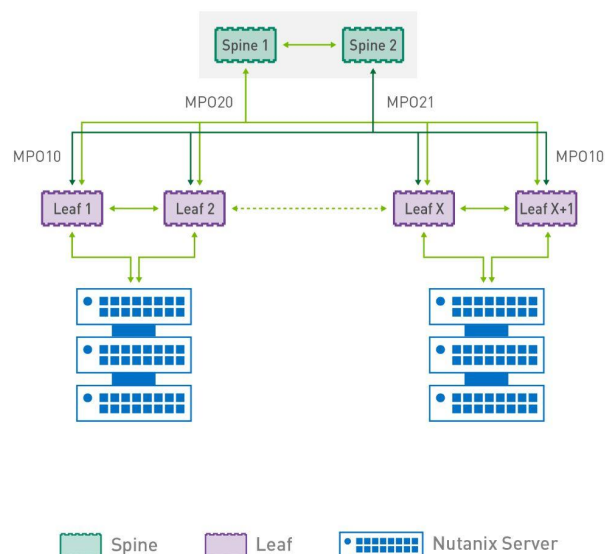 Spine 1
Spine 2
MPO20
MPO21
MPO10
MPO10
Leaf 1
Leaf 2
Leaf X
Leaf X+1
Spine
Leaf
Nutanix Server